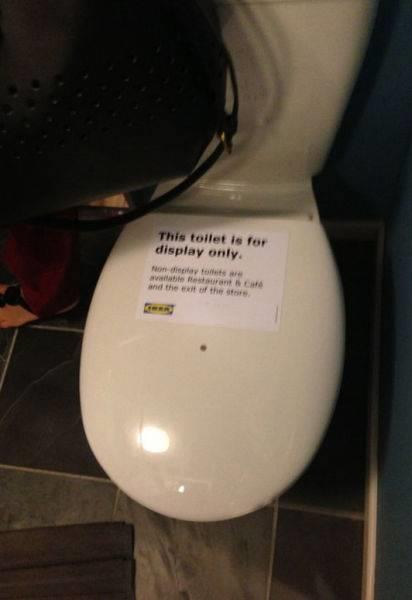 This toilet is for
display only.
Non-display toilets are
available Restaurant & Café
and the exit of the store.
IKEA